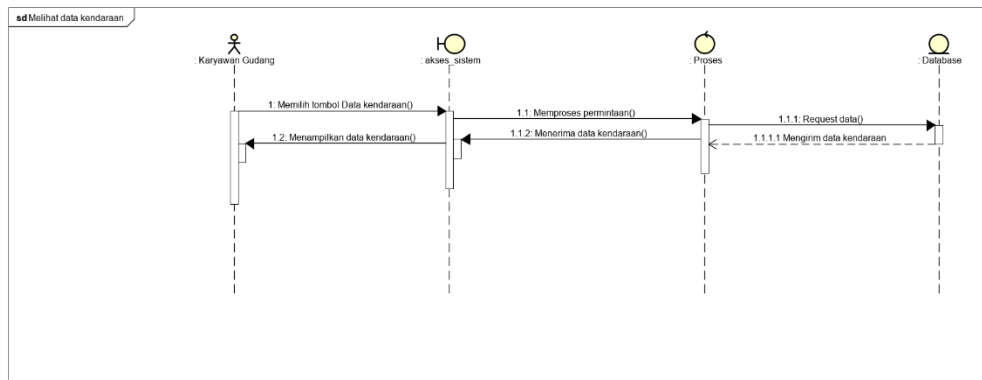 sd Melihat data kendaraan
: Karyawan Gudang
: akses_sistem
: Proses
: Database
1: Memilih tombol Data kendaraan()
1.1: Memproses permintaan()
1.1.1: Request data()
1.2: Menampilkan data kendaraan()
1.1.2: Menerima data kendaraan()
1.1.1.1 Mengirim data kendaraan